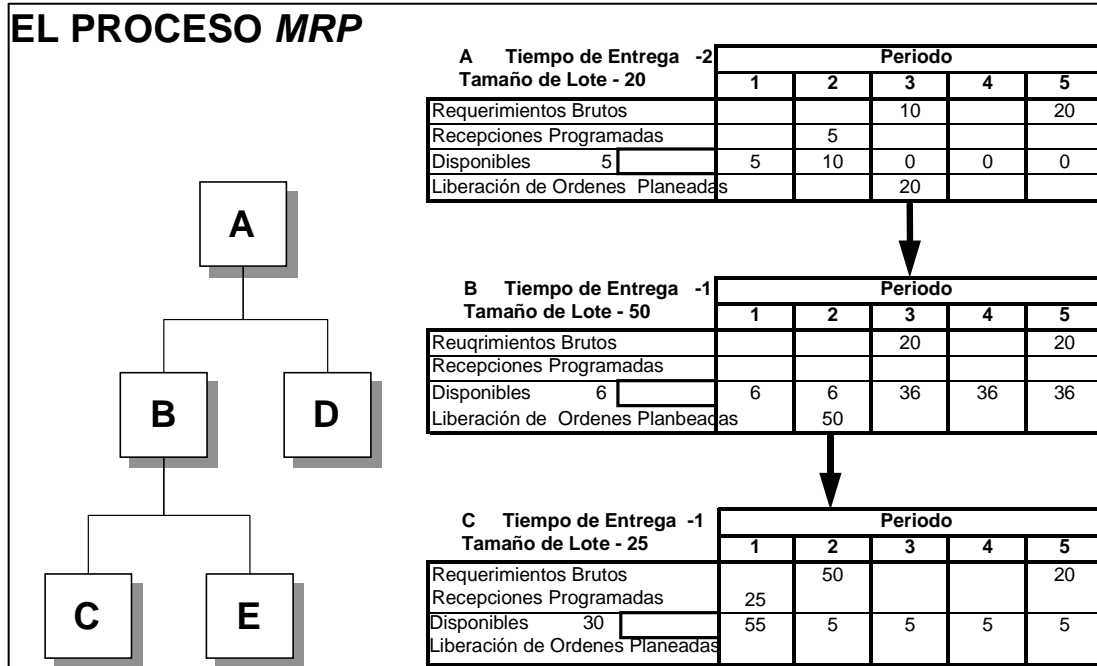 EL PROCESO MRP
A Tiempo de Entrega -2 Periodo
Tamaño de Lote - 20 1 2 3 4 5
Requerimientos Brutos 10 20
Recepciones Programadas 5
Disponibles 5 5 10 0 0 0
Liberación de Ordenes Planeadas 20
A
B Tiempo de Entrega -1 Periodo
Tamaño de Lote - 50 1 2 3 4 5
Reuqrimientos Brutos 20 20
Recepciones Programadas
Disponibles 6 6 6 36 36 36
Liberación de Ordenes Planbeadas 50
B D
C Tiempo de Entrega -1 Periodo
Tamaño de Lote - 25 1 2 3 4 5
Requerimientos Brutos 50 20
Recepciones Programadas 25
Disponibles 30 55 5 5 5 5
Liberación de Ordenes Planeadas
C E